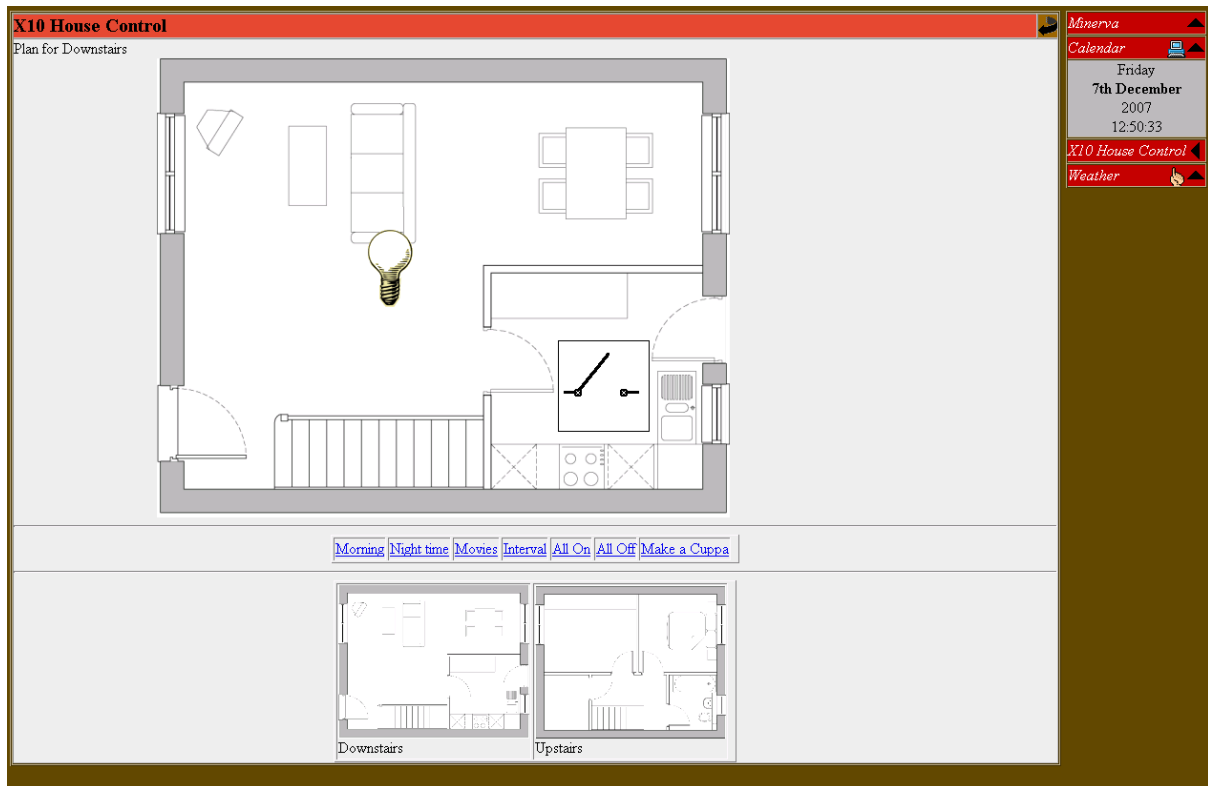 X10 House Control
Plan for Downstairs
Morning Night time Movies Interval All On All Off Make a Cuppa
Downstairs Upstairs
Minerva
Calendar
Friday
7th December
2007
12:50:33
X10 House Control
Weather